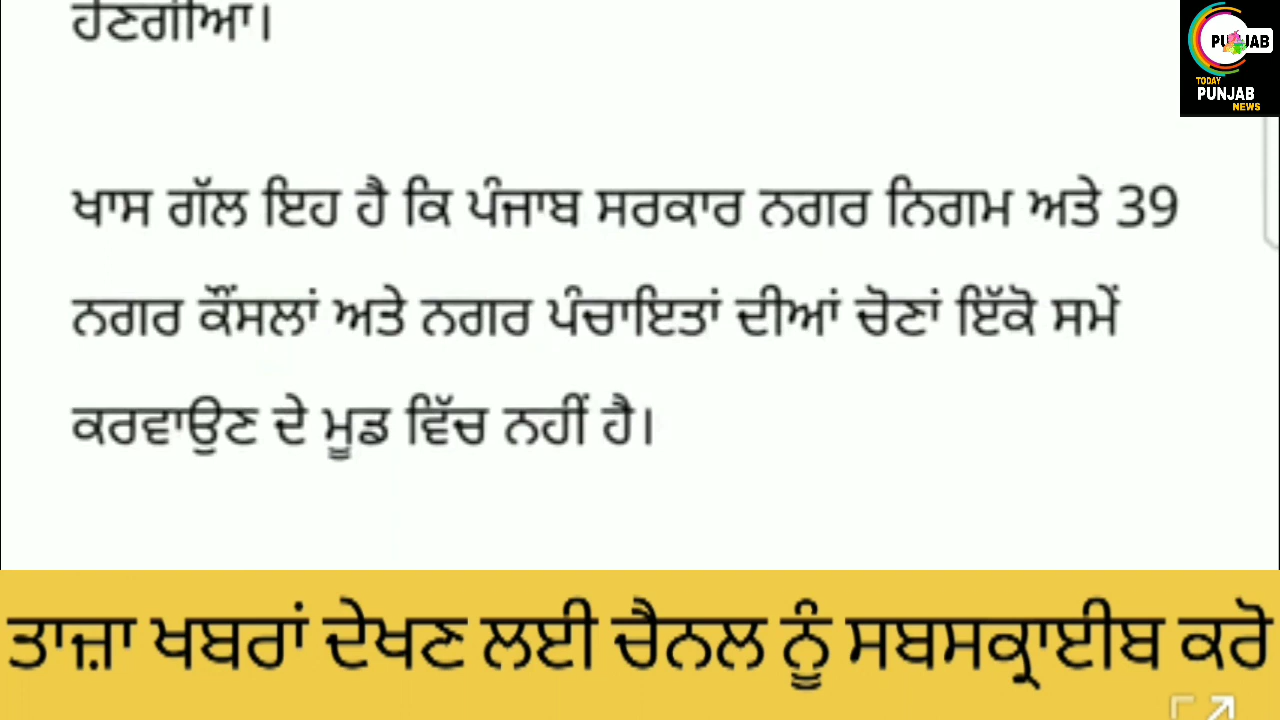 ਹੋਣਗੀਆਂ।
PUNJAB
TODAY
PUNJAB
NEWS
ਖਾਸ ਗੱਲ ਇਹ ਹੈ ਕਿ ਪੰਜਾਬ ਸਰਕਾਰ ਨਗਰ ਨਿਗਮ ਅਤੇ 39
ਨਗਰ ਕੌਂਸਲਾਂ ਅਤੇ ਨਗਰ ਪੰਚਾਇਤਾਂ ਦੀਆਂ ਚੋਣਾਂ ਇੱਕੋ ਸਮੇਂ
ਕਰਵਾਉਣ ਦੇ ਮੂਡ ਵਿੱਚ ਨਹੀਂ ਹੈ।
ਤਾਜ਼ਾ ਖਬਰਾਂ ਦੇਖਣ ਲਈ ਚੈਨਲ ਨੂੰ ਸਬਸਕ੍ਰਾਈਬ ਕਰੋ